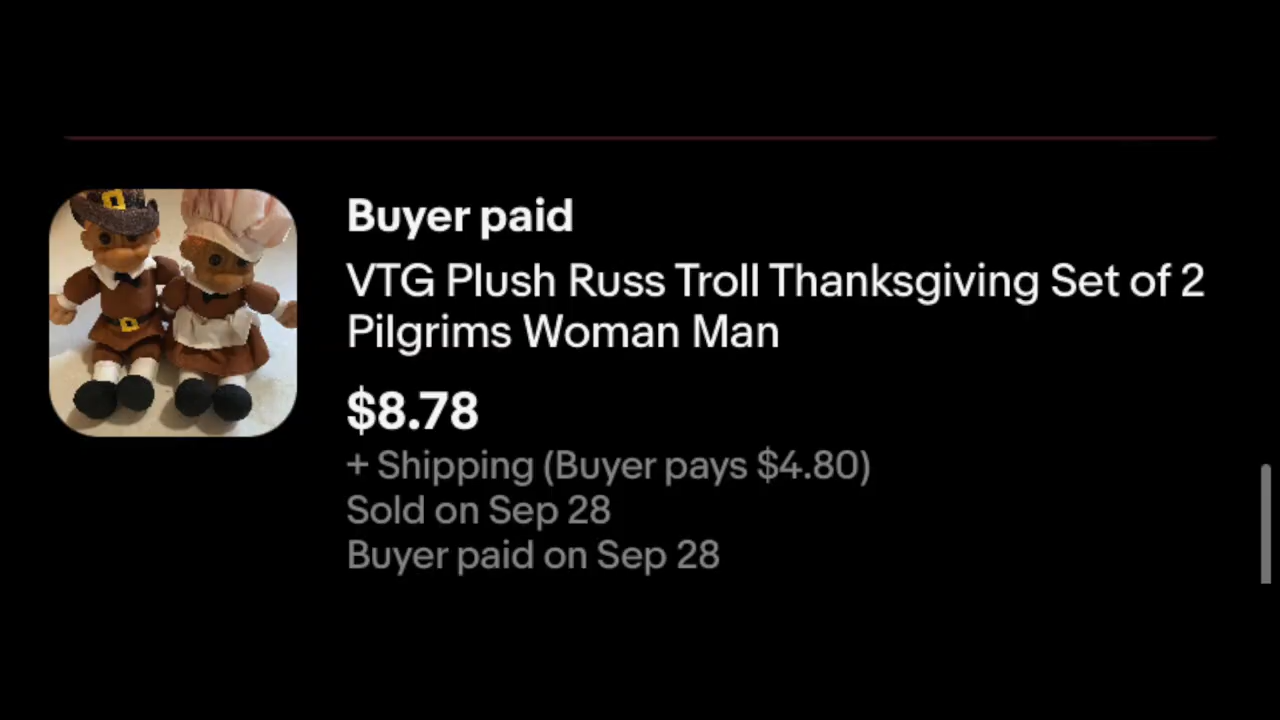 Buyer paid
VTG Plush Russ Troll Thanksgiving Set of 2
Pilgrims Woman Man
$8.78
+ Shipping (Buyer pays $4.80)
Sold on Sep 28
Buyer paid on Sep 28